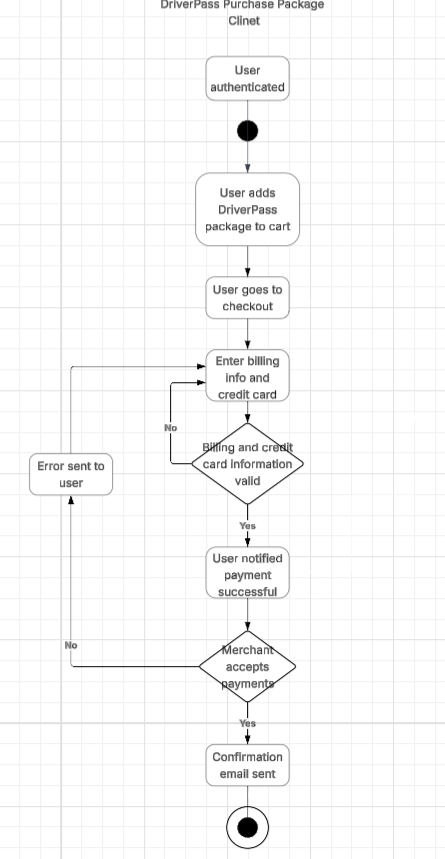 DriverPass Purchase Package
Clinet
User
authenticated
User adds
DriverPass
package to cart
User goes to
checkout
Enter billing
info and
credit card
No
Billing and credit
card information
valid
Error sent to
user
Yes
User notified
payment
successful
No
Merchant
accepts
payments
Yes
Confirmation
email sent